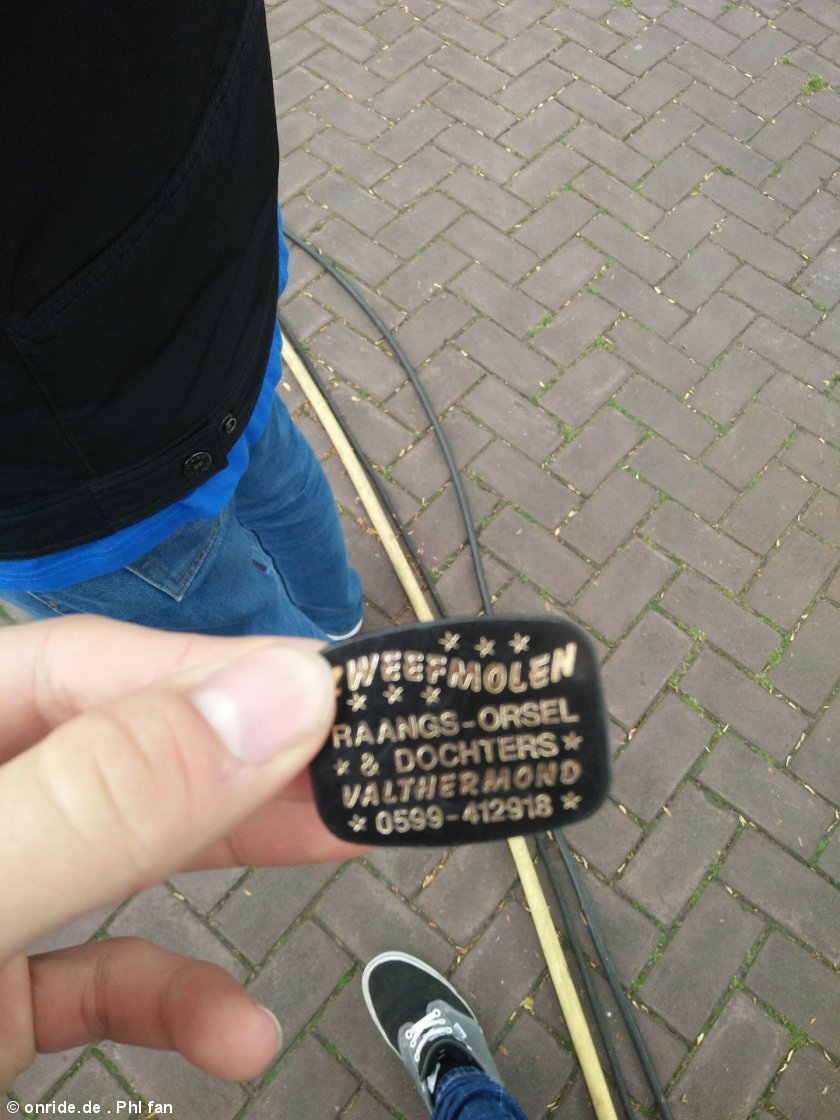 * * *
ZWEEFMOLEN
* * *
RAANGS-ORSEL
* & DOCHTERS *
VALTHERMOND
* 0599-412918 *
© onride.de . Phl fan